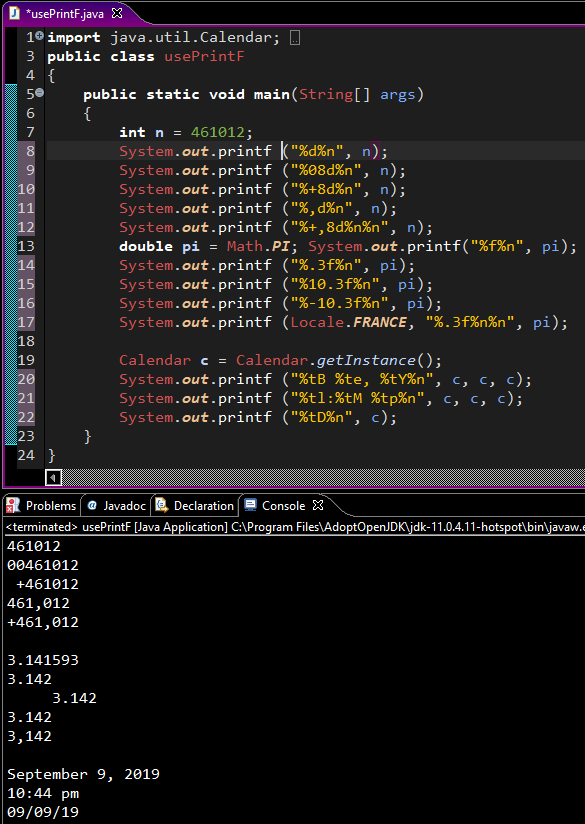 *usePrintF.java
1 import java.util.Calendar;
3 public class usePrintF
4 {
5     public static void main(String[] args)
6     {
7         int n = 461012;
8         System.out.printf ("%d%n", n);
9         System.out.printf ("%08d%n", n);
10         System.out.printf ("%+8d%n", n);
11         System.out.printf ("%,d%n", n);
12         System.out.printf ("%+,8d%n%n", n);
13         double pi = Math.PI; System.out.printf("%f%n", pi);
14         System.out.printf ("%.3f%n", pi);
15         System.out.printf ("%10.3f%n", pi);
16         System.out.printf ("%-10.3f%n", pi);
17         System.out.printf (Locale.FRANCE, "%.3f%n%n", pi);
18
19         Calendar c = Calendar.getInstance();
20         System.out.printf ("%tB %te, %tY%n", c, c, c);
21         System.out.printf ("%tl:%tM %tp%n", c, c, c);
22         System.out.printf ("%tD%n", c);
23     }
24 }
Problems @ Javadoc Declaration Console
<terminated> usePrintF [Java Application] C:\Program Files\AdoptOpenJDK\jdk-11.0.4.11-hotspot\bin\javaw.e
461012
00461012
 +461012
461,012
+461,012
3.141593
3.142
     3.142
3.142
3,142
September 9, 2019
10:44 pm
09/09/19